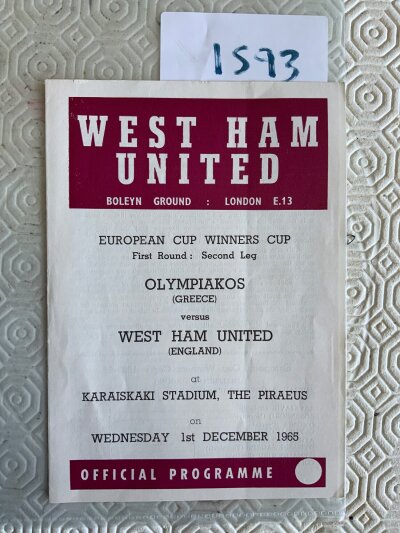 1593
WEST HAM
UNITED
BOLEYN GROUND : LONDON E.13
EUROPEAN CUP WINNERS CUP
First Round: Second Leg
OLYMPIAKOS
(GREECE)
versus
WEST HAM UNITED
(ENGLAND)
at
KARAISKAKI STADIUM, THE PIRAEUS
on
WEDNESDAY 1st DECEMBER 1965
OFFICIAL PROGRAMME